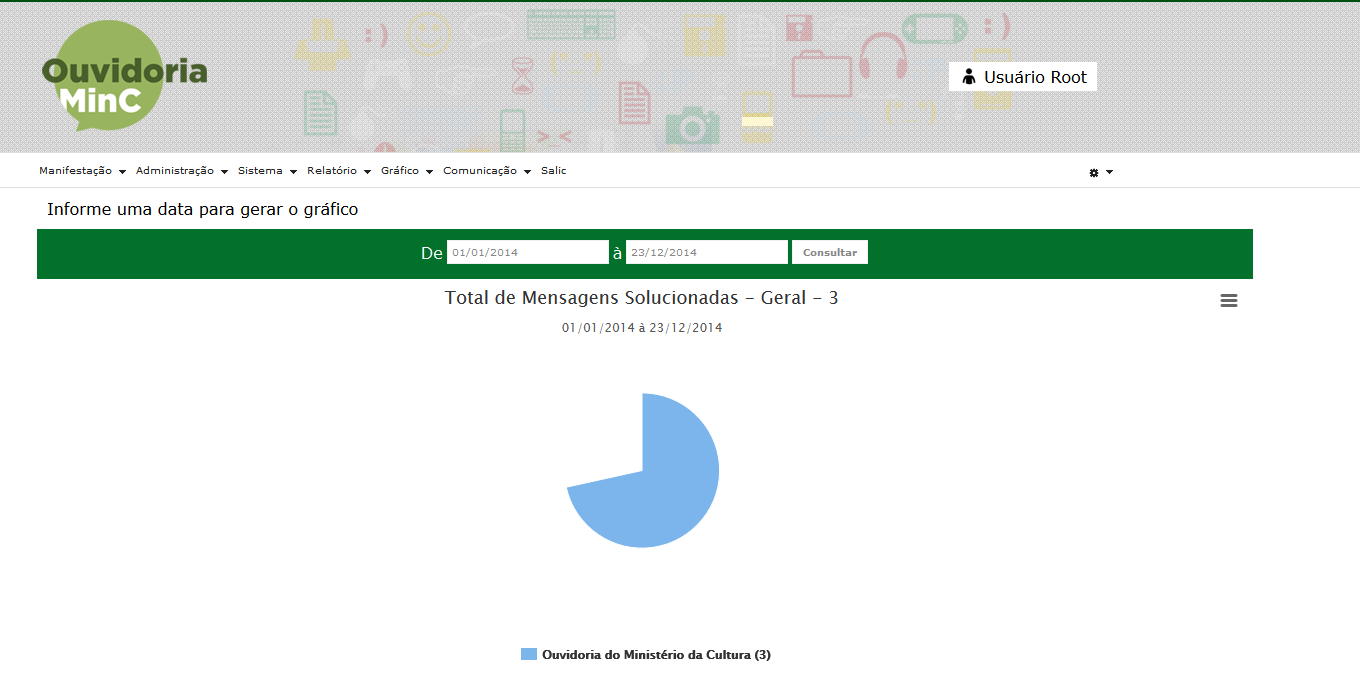 Ouvidoria
MinC
Usuário Root
Manifestação Administração Sistema Relatório Gráfico Comunicação Salic
Informe uma data para gerar o gráfico
De 01/01/2014 à 23/12/2014 Consultar
Total de Mensagens Solucionadas - Geral - 3
01/01/2014 à 23/12/2014
Ouvidoria do Ministério da Cultura (3)